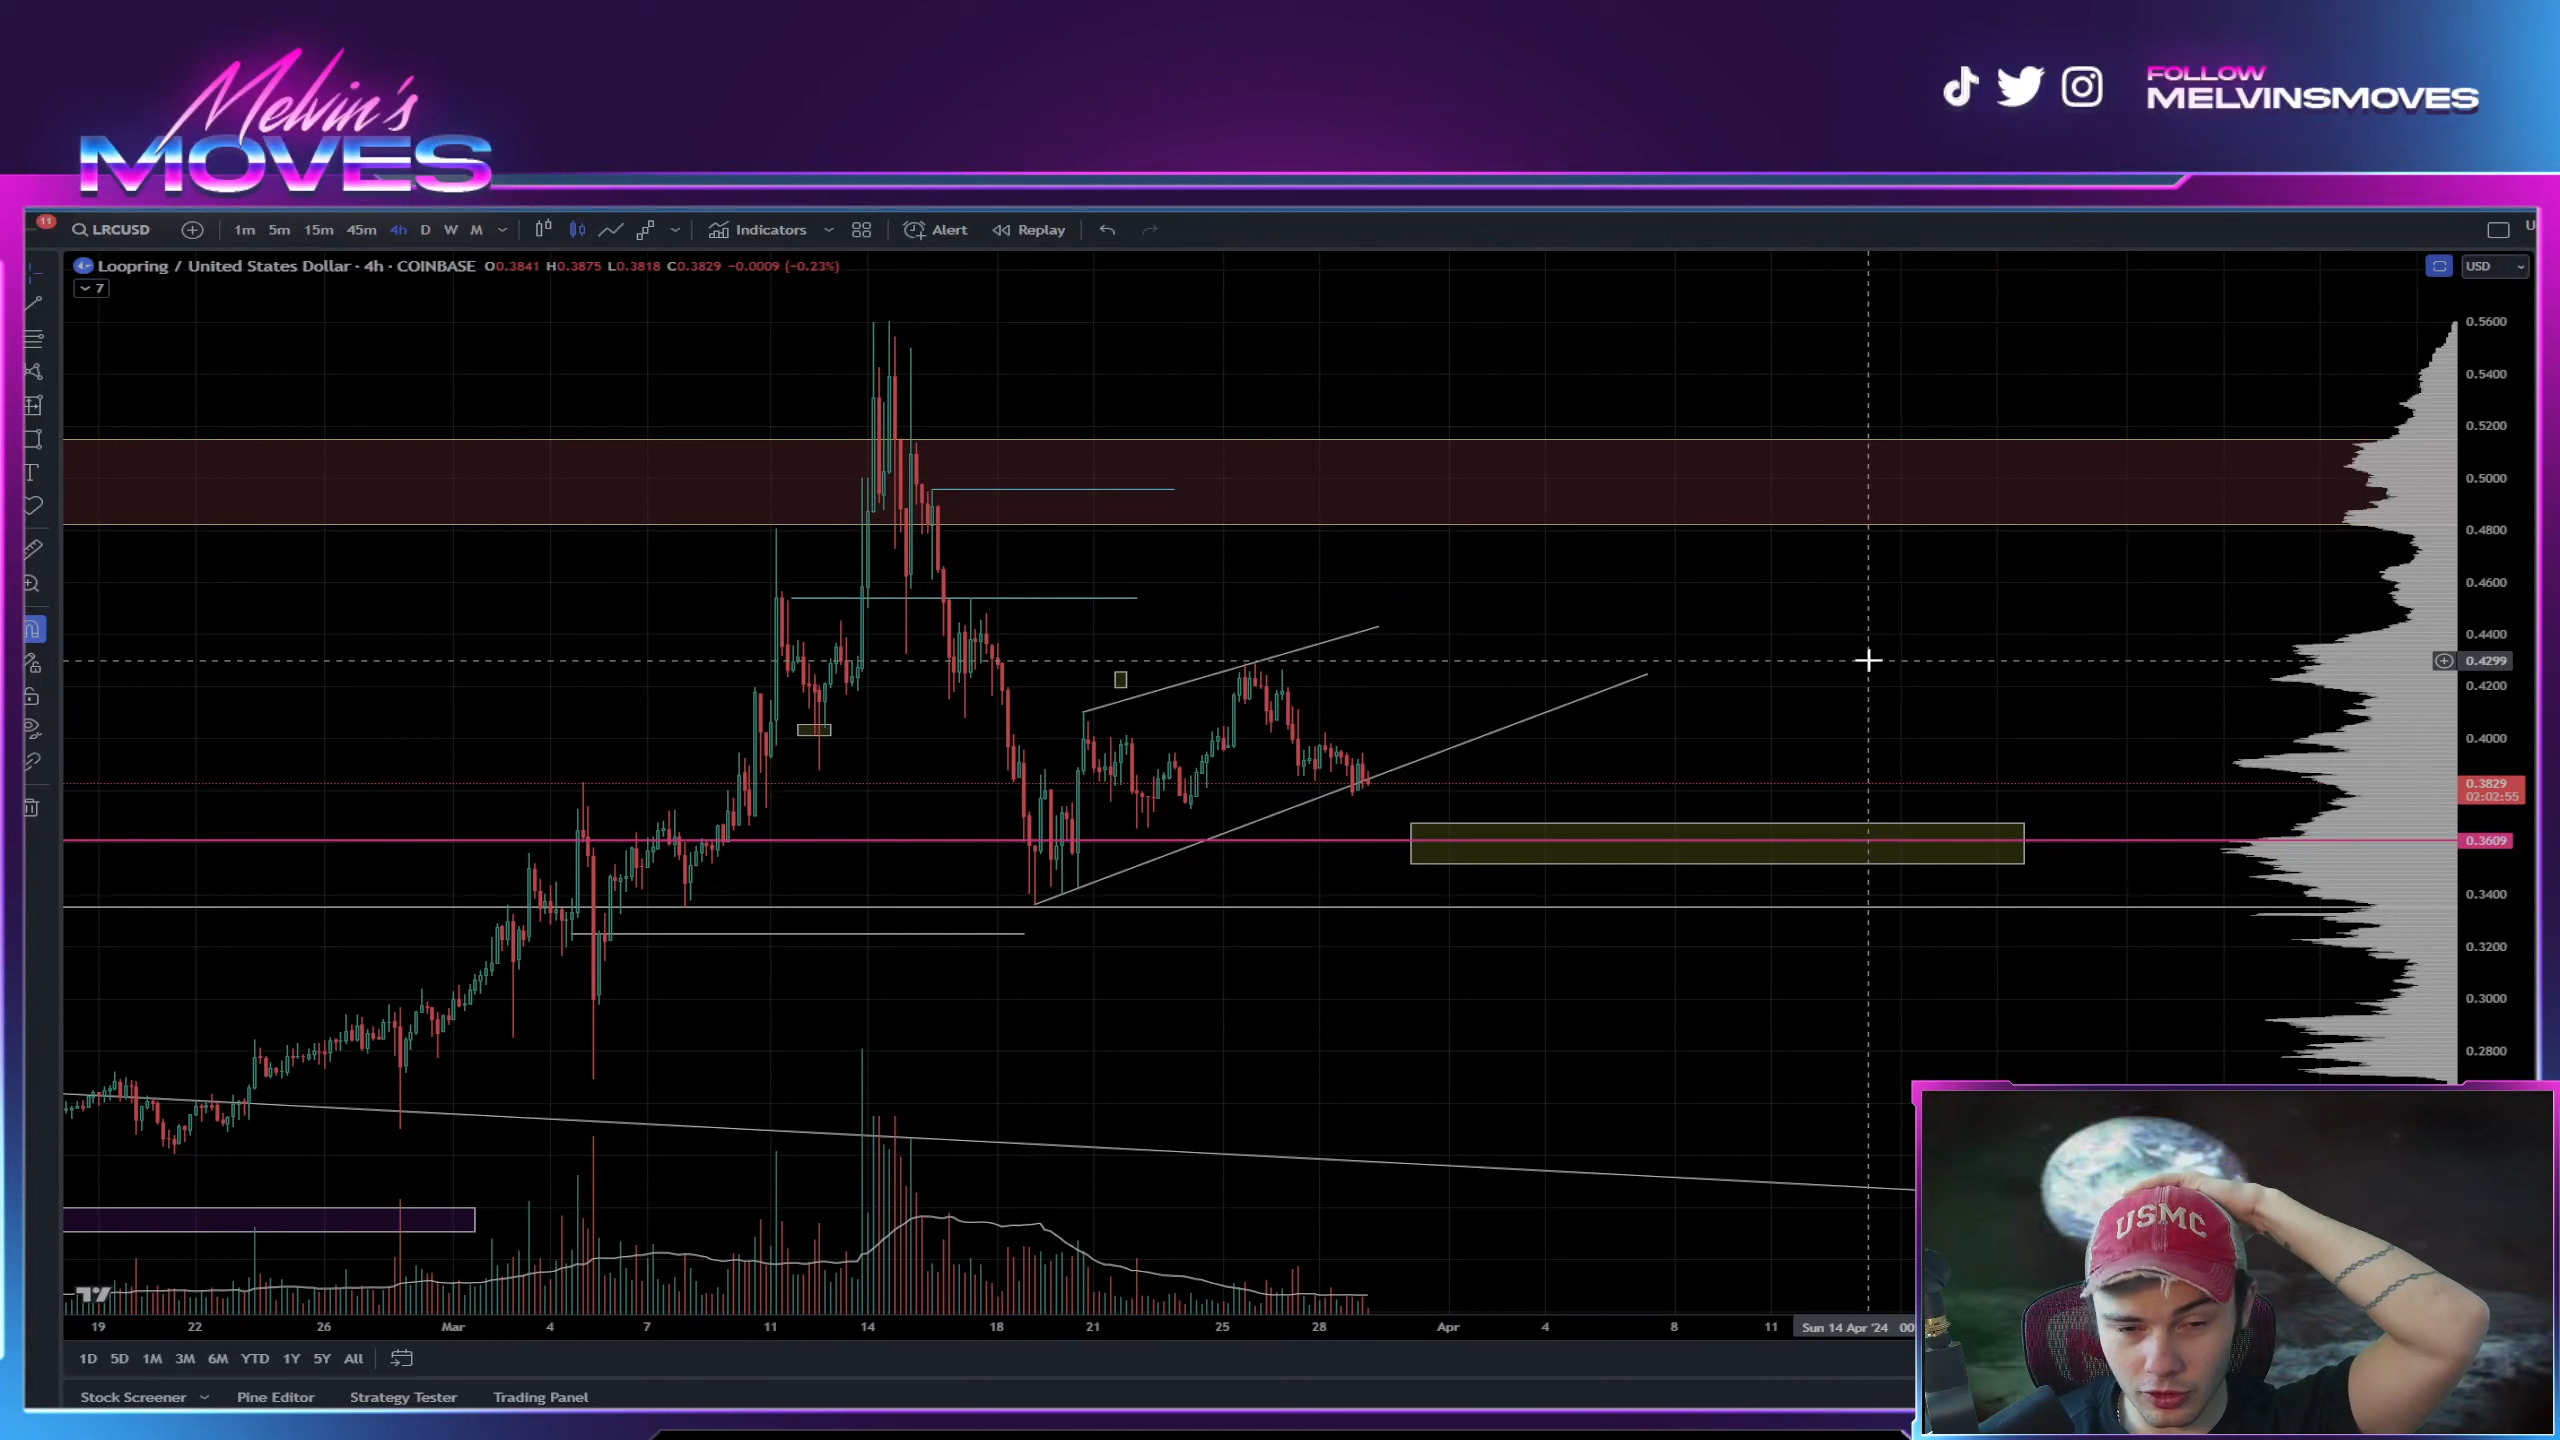 Melvin's
MOVES
FOLLOW
MELVINSMOVES
11
LRCUSD
1m 5m 15m 45m 4h D W M
Indicators
Alert
Replay
U
Loopring / United States Dollar · 4h · COINBASE O0.3841 H0.3875 L0.3818 C0.3829 −0.0009 (−0.23%)
USD
7
0.5600
0.5400
0.5200
0.5000
0.4800
0.4600
0.4400
0.4299
0.4200
0.4000
0.3829
02:02:55
0.3609
0.3400
0.3200
0.3000
0.2800
USMC
19 22 26 Mar 4 7 11 14 18 21 25 28 Apr 4 8 11 Sun 14 Apr '24 00
1D 5D 1M 3M 6M YTD 1Y 5Y All
Stock Screener Pine Editor Strategy Tester Trading Panel